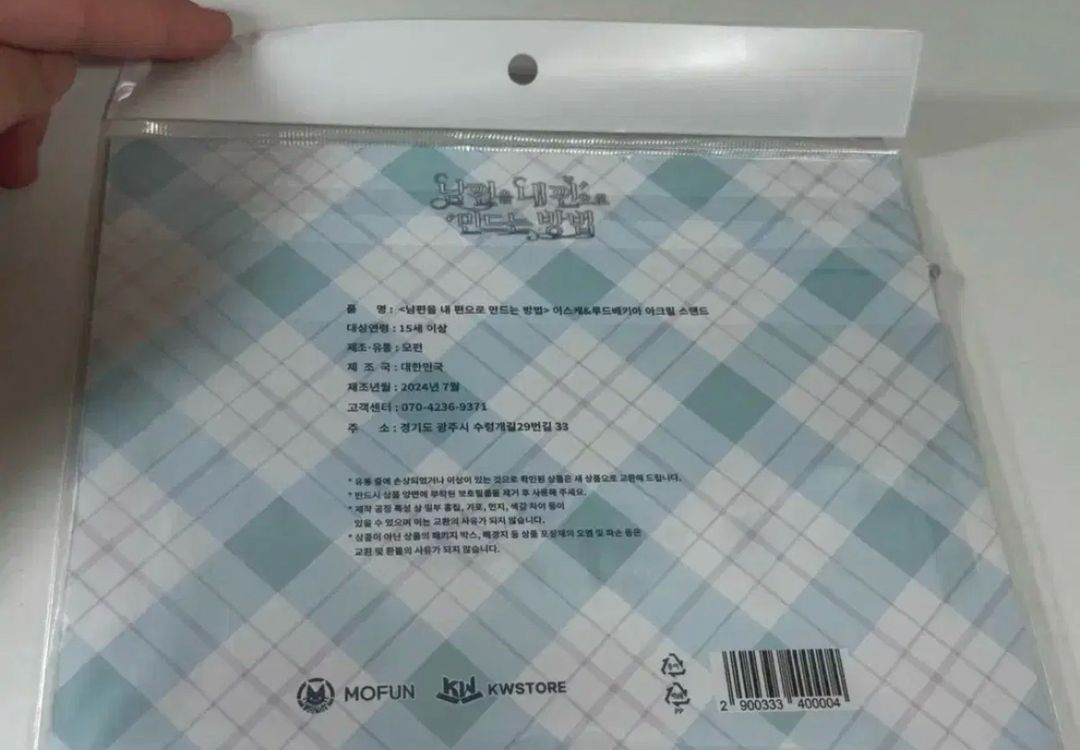 남편을 내 편으로
만드는 방법
품 명 : <남편을 내 편으로 만드는 방법> 이스케&루드베키아 아크릴 스탠드
대상연령 : 15세 이상
제조·유통 : 모펀
제 조 국 : 대한민국
제조년월 : 2024년 7월
고객센터 : 070-4236-9371
주 소 : 경기도 광주시 수렁개길29번길 33
* 유통 중에 손상되었거나 이상이 있는 것으로 확인된 상품은 새 상품으로 교환해 드립니다.
* 반드시 상품 양면에 부착된 보호필름을 제거 후 사용해 주세요.
* 제작 공정 특성 상 일부 흠집, 기포, 먼지, 색감 차이 등이
있을 수 있으며 이는 교환의 사유가 되지 않습니다.
* 상품이 아닌 상품의 패키지 박스, 배경지 등 상품 포장재의 오염 및 파손 등은
교환 및 환불의 사유가 되지 않습니다.
MOFUN KWSTORE
PP
2 900333 400004